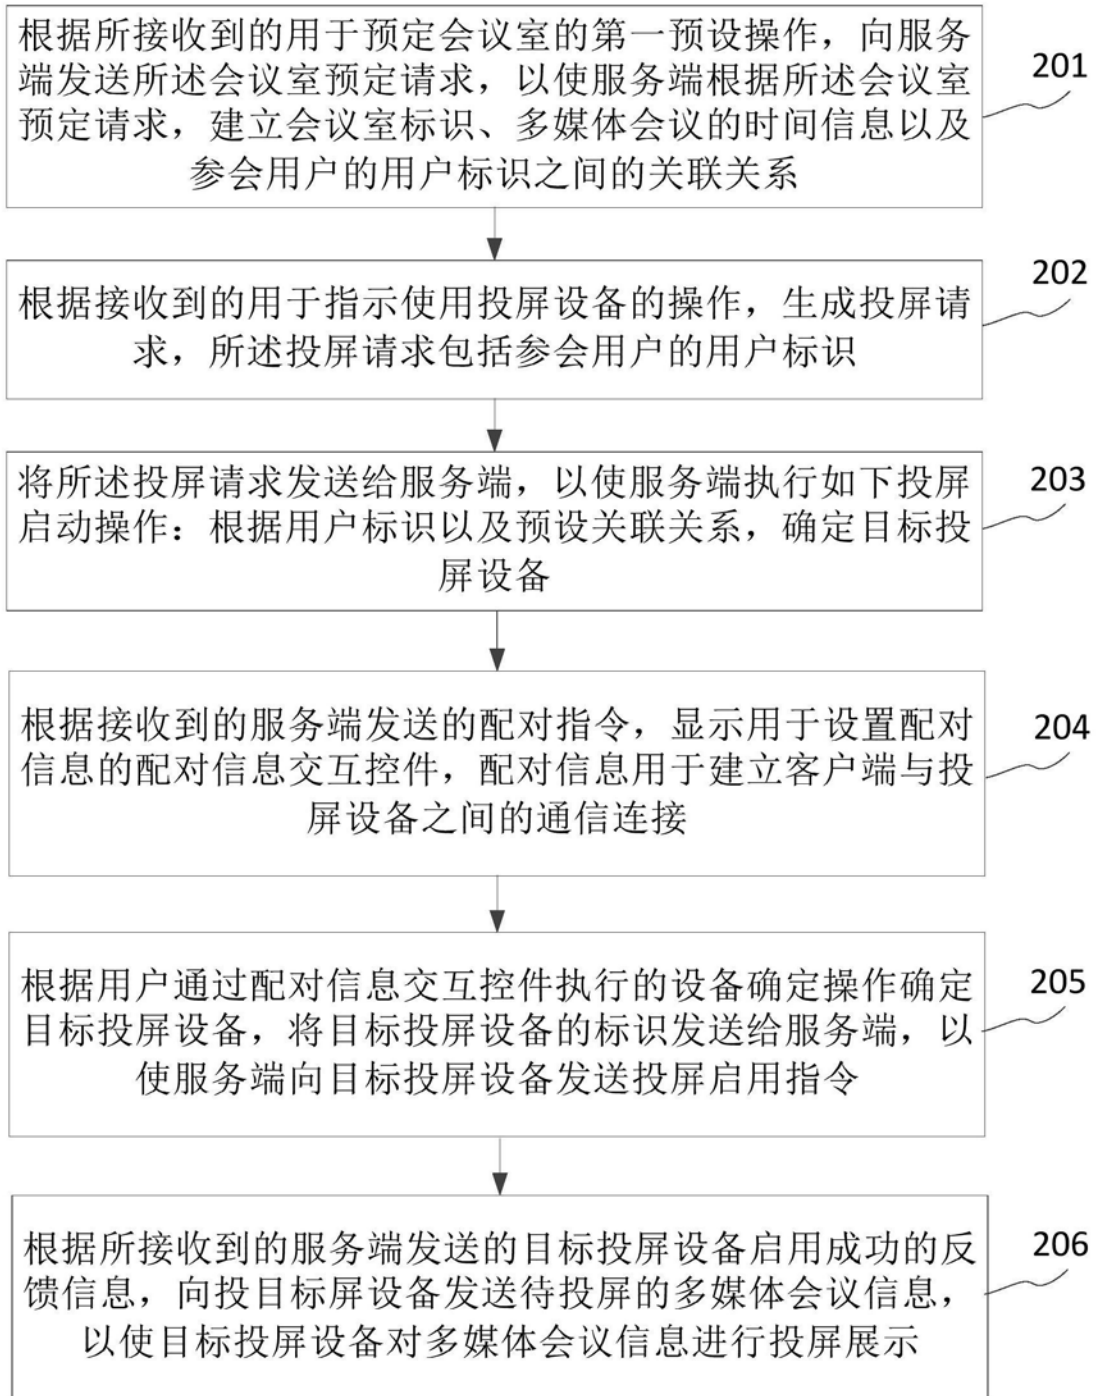 根据所接收到的用于预定会议室的第一预设操作，向服务
端发送所述会议室预定请求，以使服务端根据所述会议室
预定请求，建立会议室标识、多媒体会议的时间信息以及
参会用户的用户标识之间的关联关系
201
根据接收到的用于指示使用投屏设备的操作，生成投屏请
求，所述投屏请求包括参会用户的用户标识
202
将所述投屏请求发送给服务端，以使服务端执行如下投屏
启动操作：根据用户标识以及预设关联关系，确定目标投
屏设备
203
根据接收到的服务端发送的配对指令，显示用于设置配对
信息的配对信息交互控件，配对信息用于建立客户端与投
屏设备之间的通信连接
204
根据用户通过配对信息交互控件执行的设备确定操作确定
目标投屏设备，将目标投屏设备的标识发送给服务端，以
使服务端向目标投屏设备发送投屏启用指令
205
根据所接收到的服务端发送的目标投屏设备启用成功的反
馈信息，向投目标屏设备发送待投屏的多媒体会议信息，
以使目标投屏设备对多媒体会议信息进行投屏展示
206